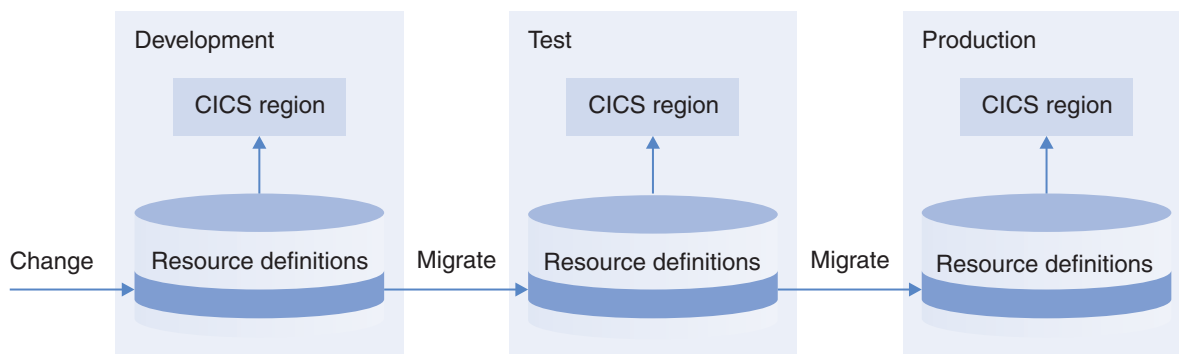 Development
CICS region
Resource definitions
Change
Migrate
Test
CICS region
Resource definitions
Migrate
Production
CICS region
Resource definitions